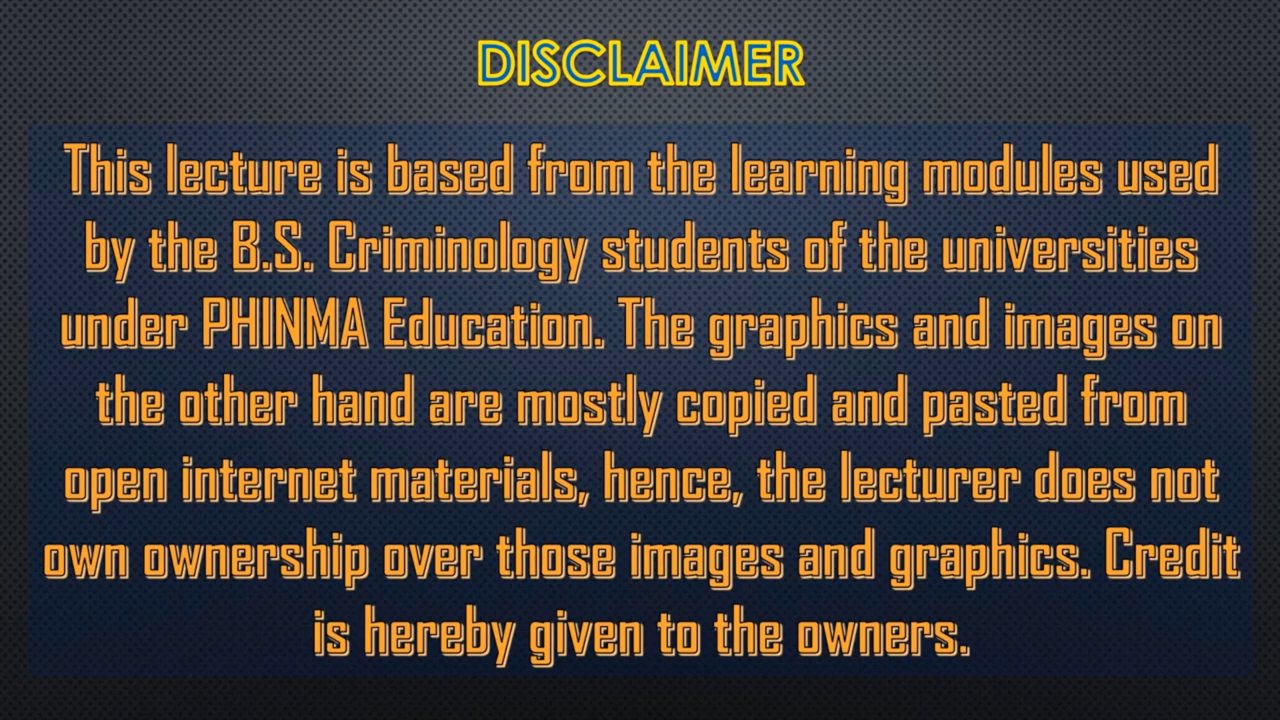 DISCLAIMER
This lecture is based from the learning modules used
by the B.S. Criminology students of the universities
under PHINMA Education. The graphics and images on
the other hand are mostly copied and pasted from
open internet materials, hence, the lecturer does not
own ownership over those images and graphics. Credit
is hereby given to the owners.